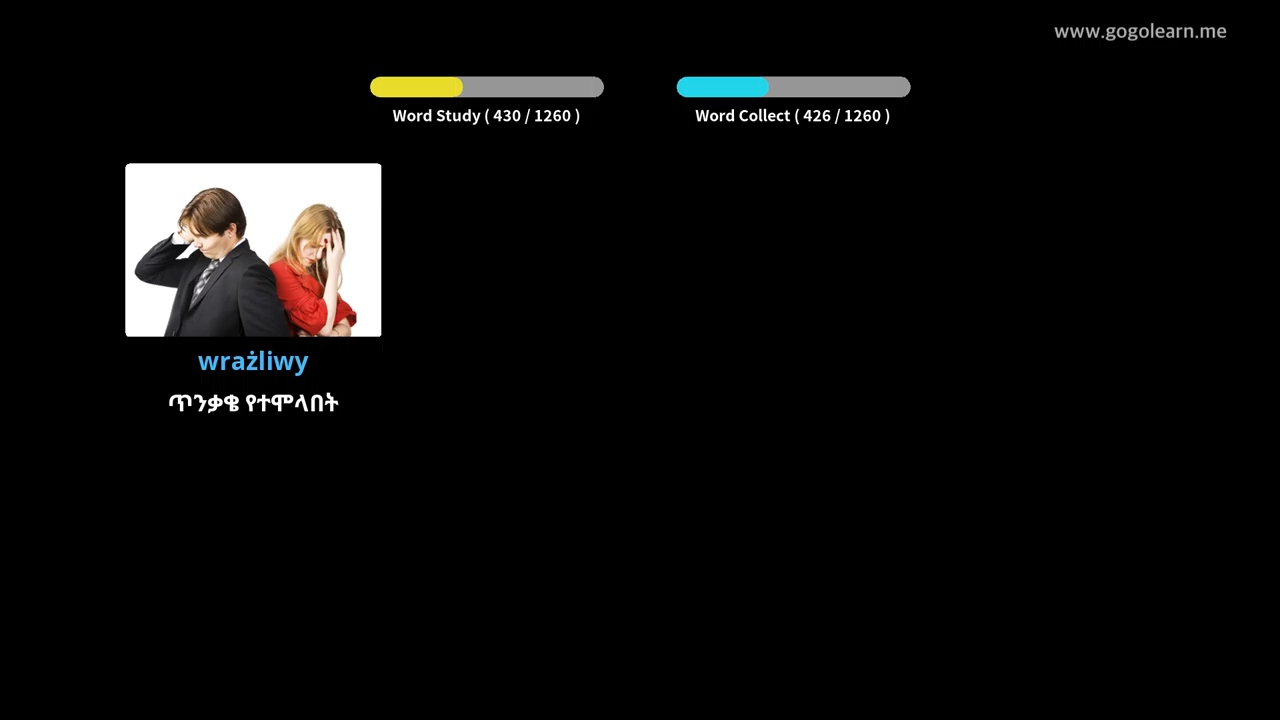 www.gogolearn.me
Word Study ( 430 / 1260 )
Word Collect ( 426 / 1260 )
wrażliwy
ጥንቃቄ የተሞላበት